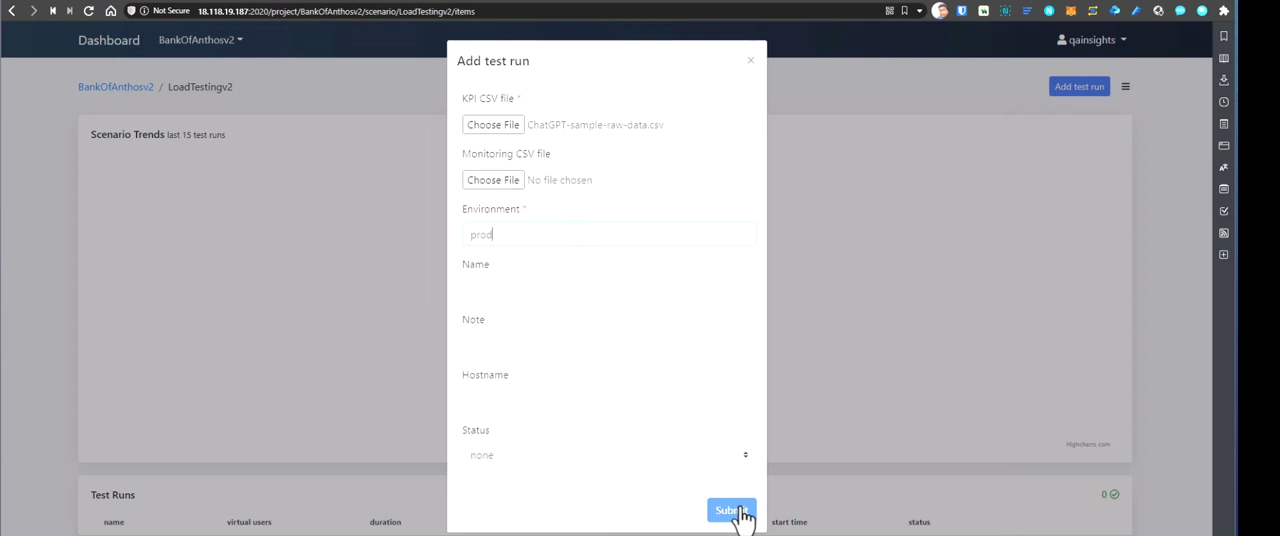 Not Secure 18.118.19.187:2020/project/BankOfAnthosv2/scenario/LoadTestingv2/items
Dashboard BankOfAnthosv2 qainsights
BankOfAnthosv2 / LoadTestingv2 Add test run
Scenario Trends last 15 test runs
Add test run ×
KPI CSV file *
Choose File ChatGPT-sample-raw-data.csv
Monitoring CSV file
Choose File No file chosen
Environment *
prod
Name
Note
Hostname
Status
none
Highcharts.com
Submit
Test Runs 0
name virtual users duration start time status